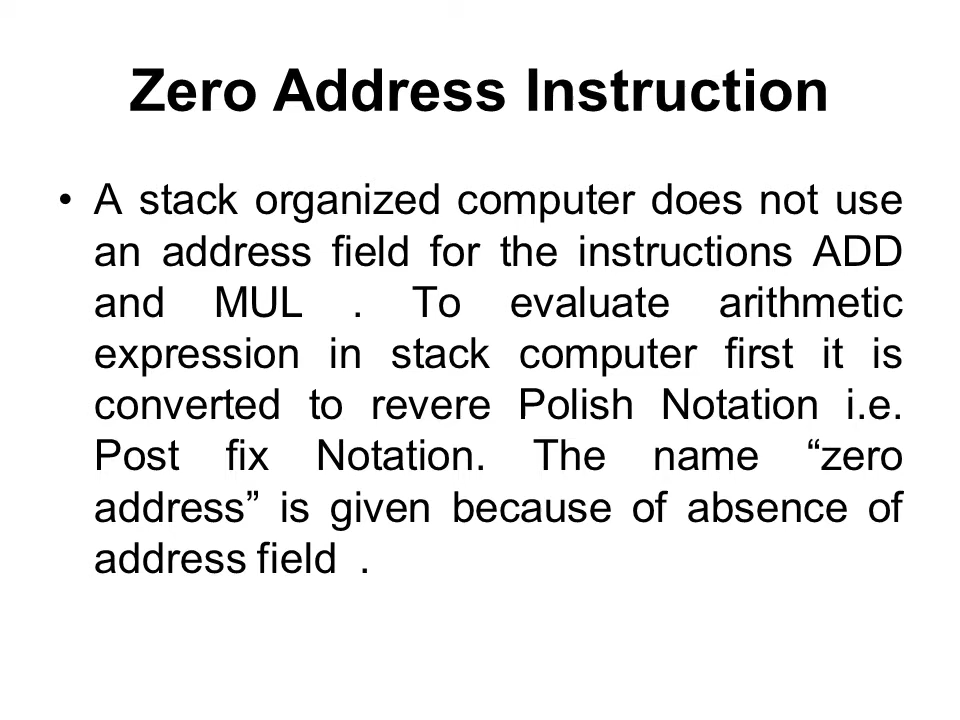 Zero Address Instruction
• A stack organized computer does not use
an address field for the instructions ADD
and MUL . To evaluate arithmetic
expression in stack computer first it is
converted to revere Polish Notation i.e.
Post fix Notation. The name “zero
address” is given because of absence of
address field .